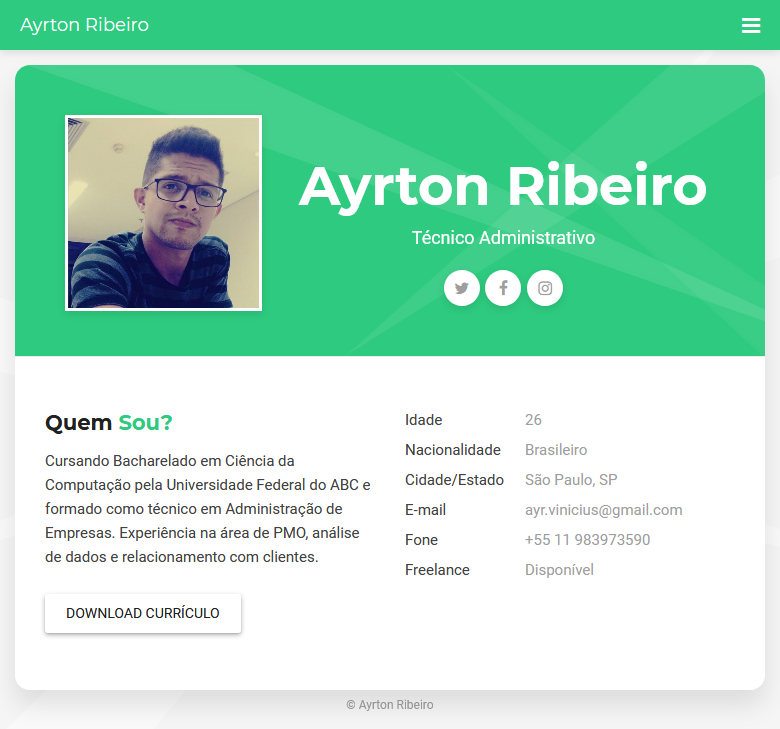 Ayrton Ribeiro
Ayrton Ribeiro
Técnico Administrativo
Quem Sou?
Cursando Bacharelado em Ciência da
Computação pela Universidade Federal do ABC e
formado como técnico em Administração de
Empresas. Experiência na área de PMO, análise
de dados e relacionamento com clientes.
DOWNLOAD CURRÍCULO
Idade 26
Nacionalidade Brasileiro
Cidade/Estado São Paulo, SP
E-mail ayr.vinicius@gmail.com
Fone +55 11 983973590
Freelance Disponível
© Ayrton Ribeiro